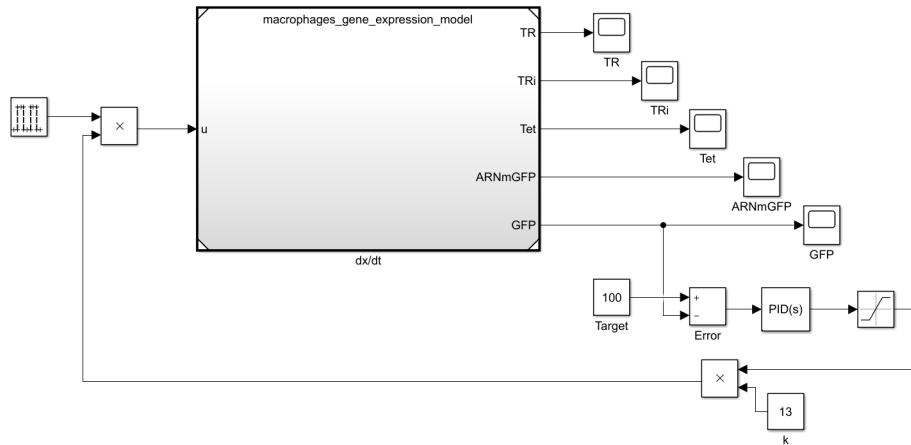 macrophages_gene_expression_model
TR
TR
TRi
TRi
×
u
Tet
Tet
ARNmGFP
ARNmGFP
GFP
GFP
dx/dt
100
+
−
PID(s)
Target
Error
×
13
k